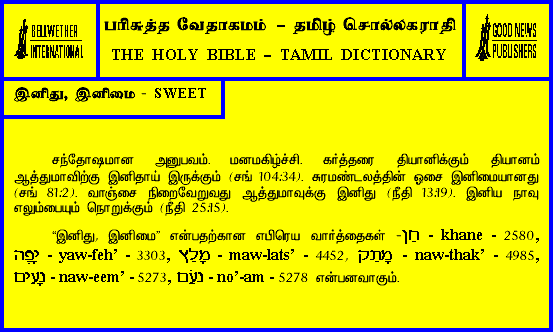 BELLWETHER
INTERNATIONAL
பரிசுத்த வேதாகமம் – தமிழ் சொல்லகராதி
THE HOLY BIBLE – TAMIL DICTIONARY
GOOD NEWS
PUBLISHERS
இனிது, இனிமை - SWEET
சந்தோஷமான அனுபவம். மனமகிழ்ச்சி. கர்த்தரை தியானிக்கும் தியானம்
ஆத்துமாவிற்கு இனிதாய் இருக்கும் (சங் 104:34). சுரமண்டலத்தின் ஓசை இனிமையானது
(சங் 81:2). வாஞ்சை நிறைவேறுவது ஆத்துமாவுக்கு இனிது (நீதி 13:19). இனிய நாவு
எலும்பையும் நொறுக்கும் (நீதி 25:15).
“இனிது, இனிமை” என்பதற்கான எபிரெய வார்த்தைகள் -חֵן - khane - 2580,
יָפֶה - yaw-feh’ - 3303, מָלַץ - maw-lats’ - 4452, מָתַק - naw-thak’ - 4985,
נָעִים - naw-eem’ - 5273, נֹעַם - no’-am - 5278 என்பனவாகும்.